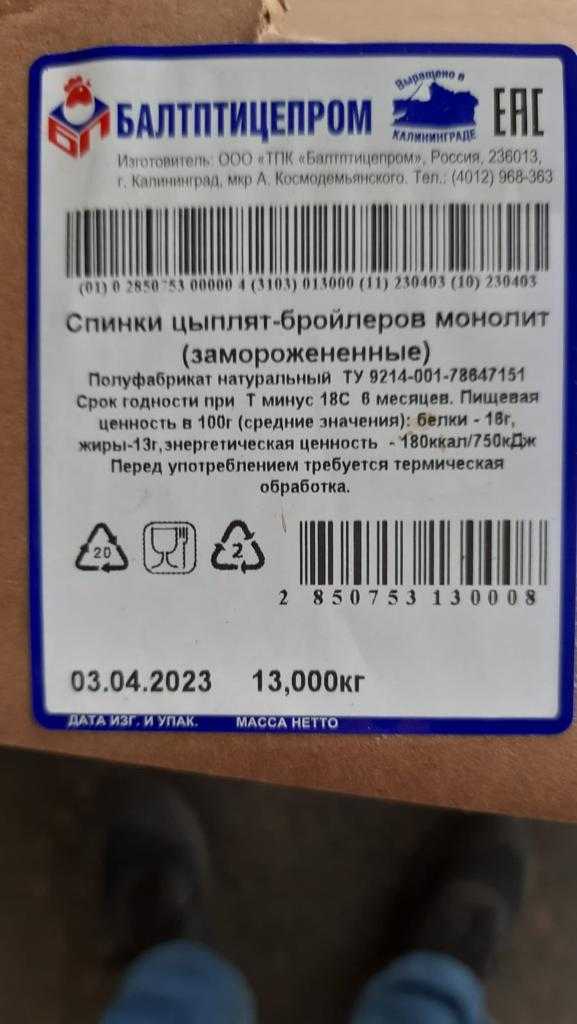 БАЛТПТИЦЕПРОМ
Выращено в
КАЛИНИНГРАДЕ
EAC
Изготовитель: ООО «ТПК «Балтптицепром», Россия, 236013,
г. Калининград, мкр А. Космодемьянского. Тел.: (4012) 968-363
(01) 0 2850753 00000 4 (3103) 013000 (11) 230403 (10) 230403
Спинки цыплят-бройлеров монолит
(замороженные)
Полуфабрикат натуральный ТУ 9214-001-78647151
Срок годности при Т минус 18С 6 месяцев. Пищевая
ценность в 100г (средние значения): белки - 18г,
жиры-13г,энергетическая ценность - 180ккал/750кДж
Перед употреблением требуется термическая
обработка.
20
2
2 850753 130008
03.04.2023 13,000кг
ДАТА ИЗГ. И УПАК. МАССА НЕТТО